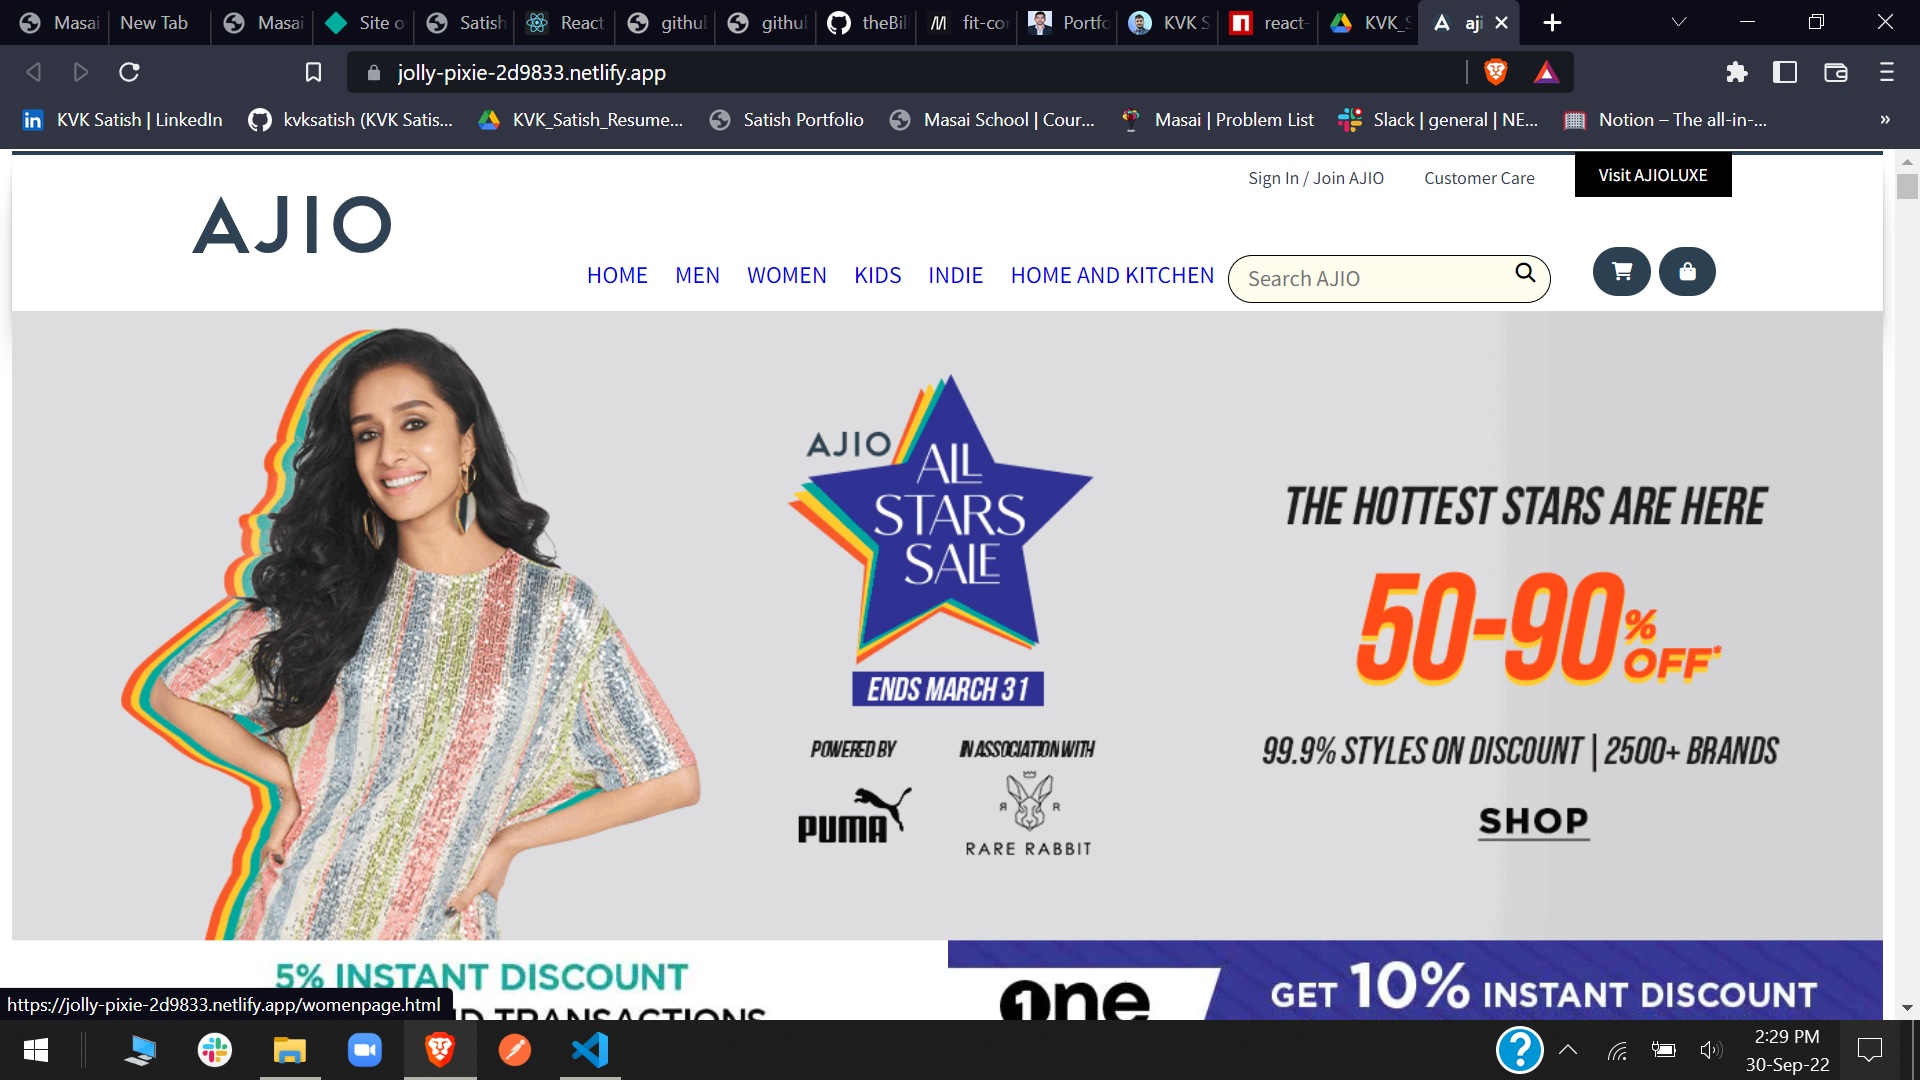 Masai
New Tab
Masai
Site o
Satish
React
githu
githu
theBil
fit-co
Portfo
KVK S
react-
KVK_S
aji
jolly-pixie-2d9833.netlify.app
KVK Satish | LinkedIn
kvksatish (KVK Satis...
KVK_Satish_Resume...
Satish Portfolio
Masai School | Cour...
Masai | Problem List
Slack | general | NE...
Notion – The all-in-...
Sign In / Join AJIO
Customer Care
Visit AJIOLUXE
AJIO
HOME
MEN
WOMEN
KIDS
INDIE
HOME AND KITCHEN
Search AJIO
AJIO
ALL
STARS
SALE
ENDS MARCH 31
POWERED BY
IN ASSOCIATION WITH
PUMA
R R
RARE RABBIT
THE HOTTEST STARS ARE HERE
50-90% OFF*
99.9% STYLES ON DISCOUNT | 2500+ BRANDS
SHOP
5% INSTANT DISCOUNT
TRANSACTIONS
One
GET 10% INSTANT DISCOUNT
https://jolly-pixie-2d9833.netlify.app/womenpage.html
2:29 PM
30-Sep-22